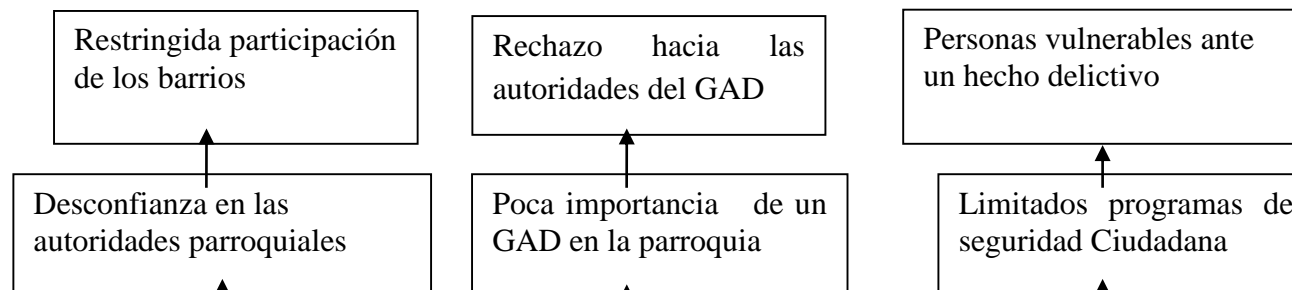 Restringida participación
de los barrios
Rechazo hacia las
autoridades del GAD
Personas vulnerables ante
un hecho delictivo
Desconfianza en las
autoridades parroquiales
Poca importancia de un
GAD en la parroquia
Limitados programas de
seguridad Ciudadana